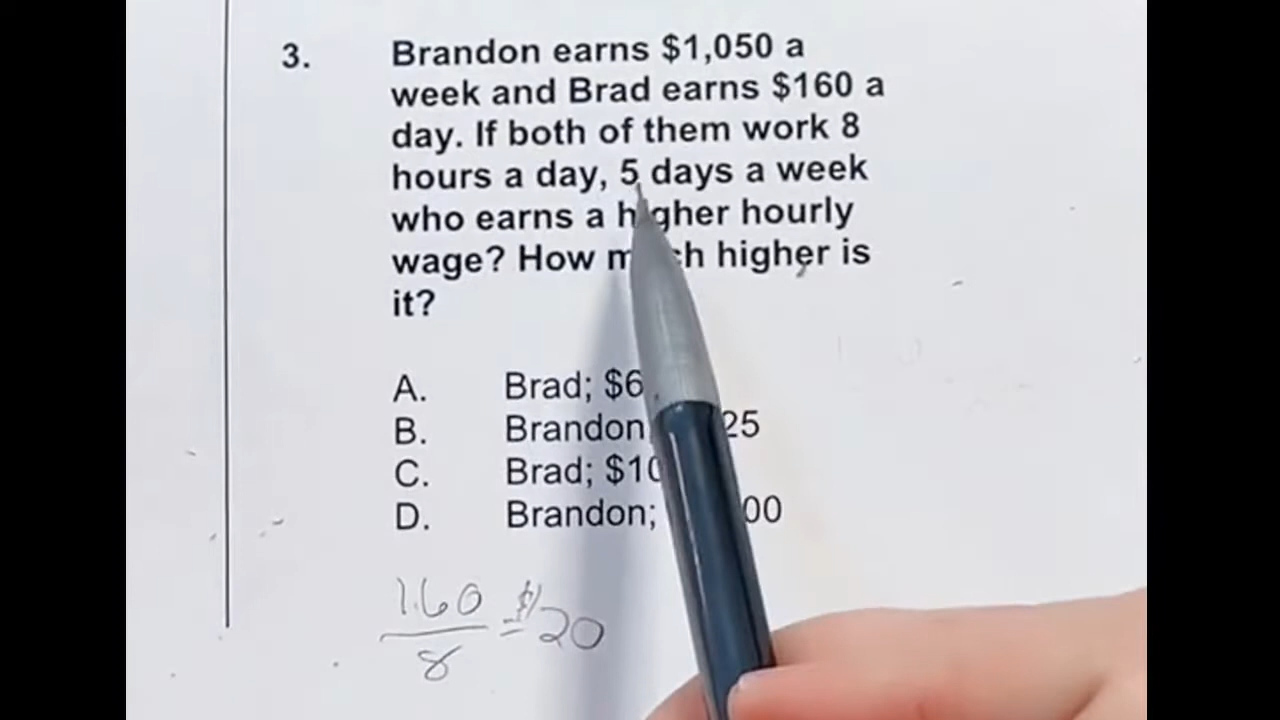 3. Brandon earns $1,050 a
week and Brad earns $160 a
day. If both of them work 8
hours a day, 5 days a week
who earns a higher hourly
wage? How much higher is
it?
A. Brad; $6
B. Brandon; 25
C. Brad; $10
D. Brandon; 00
160
8
=$20